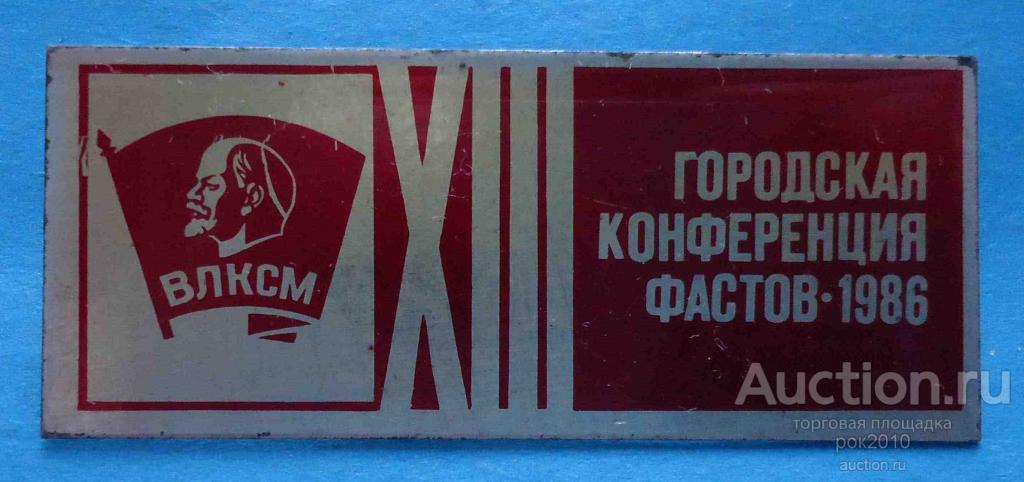 ВЛКСМ
XIII
ГОРОДСКАЯ
КОНФЕРЕНЦИЯ
ФАСТОВ·1986
Auction.ru
торговая площадка
рок2010
auction.ru